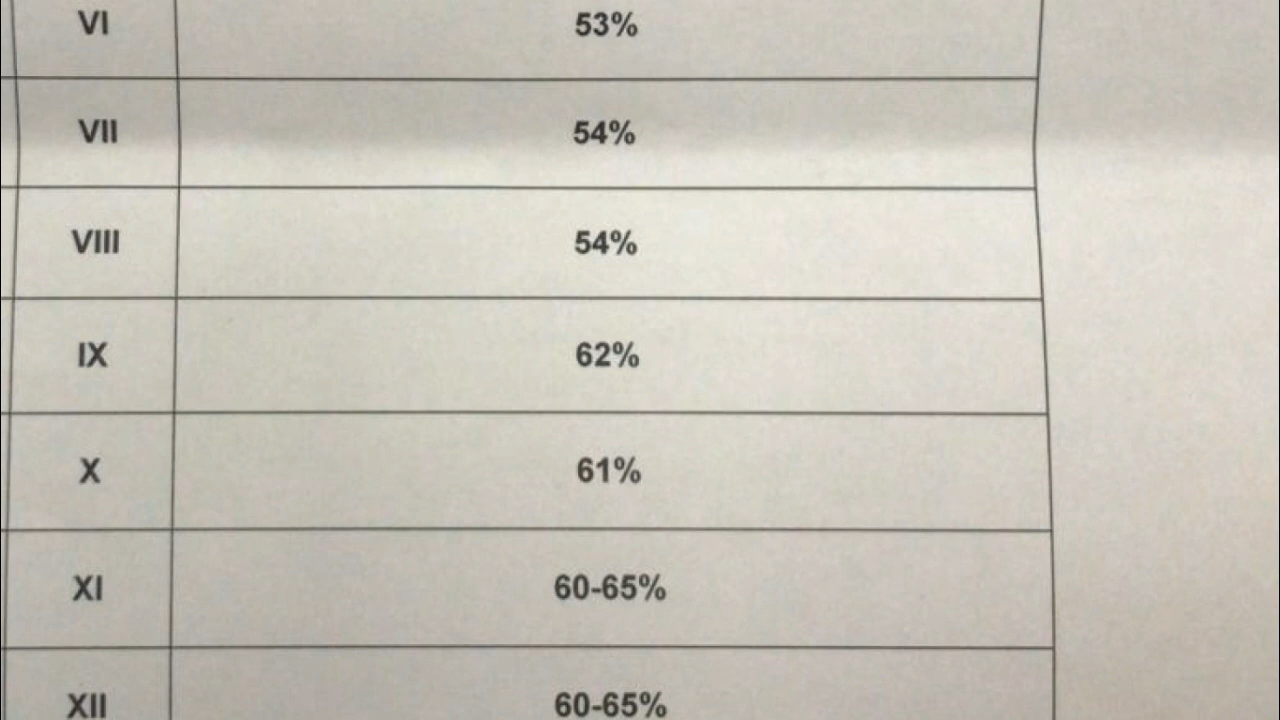 VI 53%
VII 54%
VIII 54%
IX 62%
X 61%
XI 60-65%
XII 60-65%